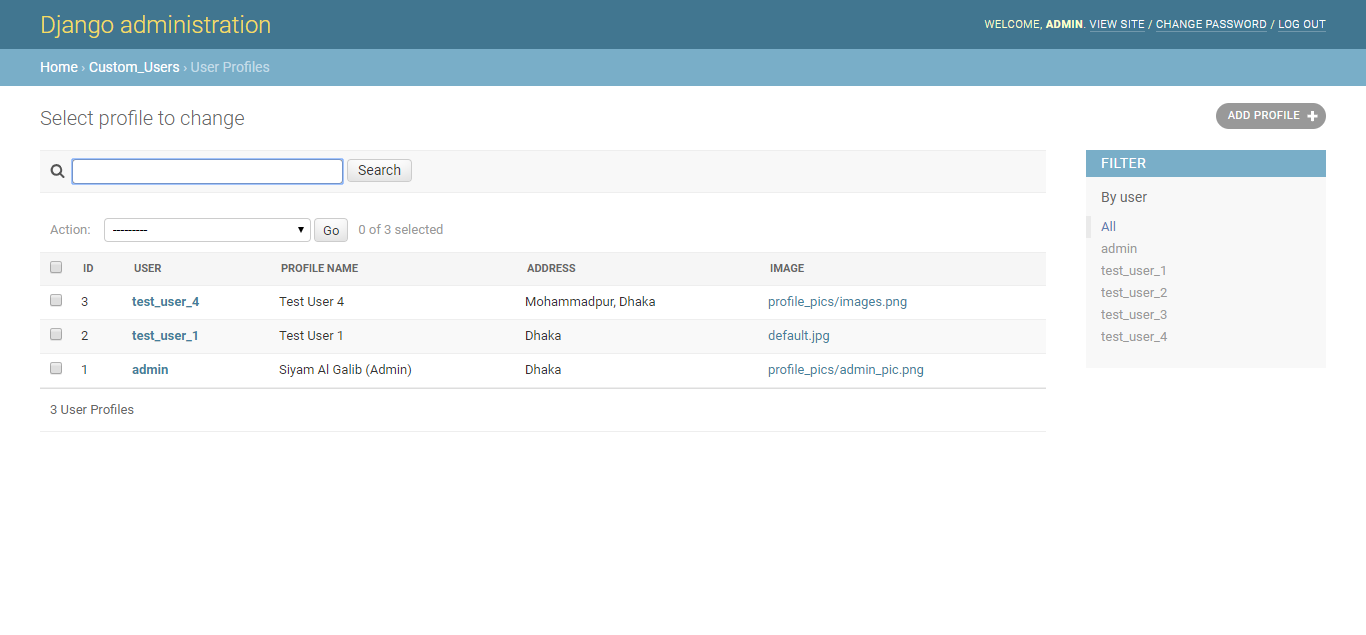 Django administration
WELCOME, ADMIN. VIEW SITE / CHANGE PASSWORD / LOG OUT
Home › Custom_Users › User Profiles
Select profile to change
ADD PROFILE +
Search
Action: --------- Go 0 of 3 selected
ID USER PROFILE NAME ADDRESS IMAGE
3 test_user_4 Test User 4 Mohammadpur, Dhaka profile_pics/images.png
2 test_user_1 Test User 1 Dhaka default.jpg
1 admin Siyam Al Galib (Admin) Dhaka profile_pics/admin_pic.png
3 User Profiles
FILTER
By user
All
admin
test_user_1
test_user_2
test_user_3
test_user_4